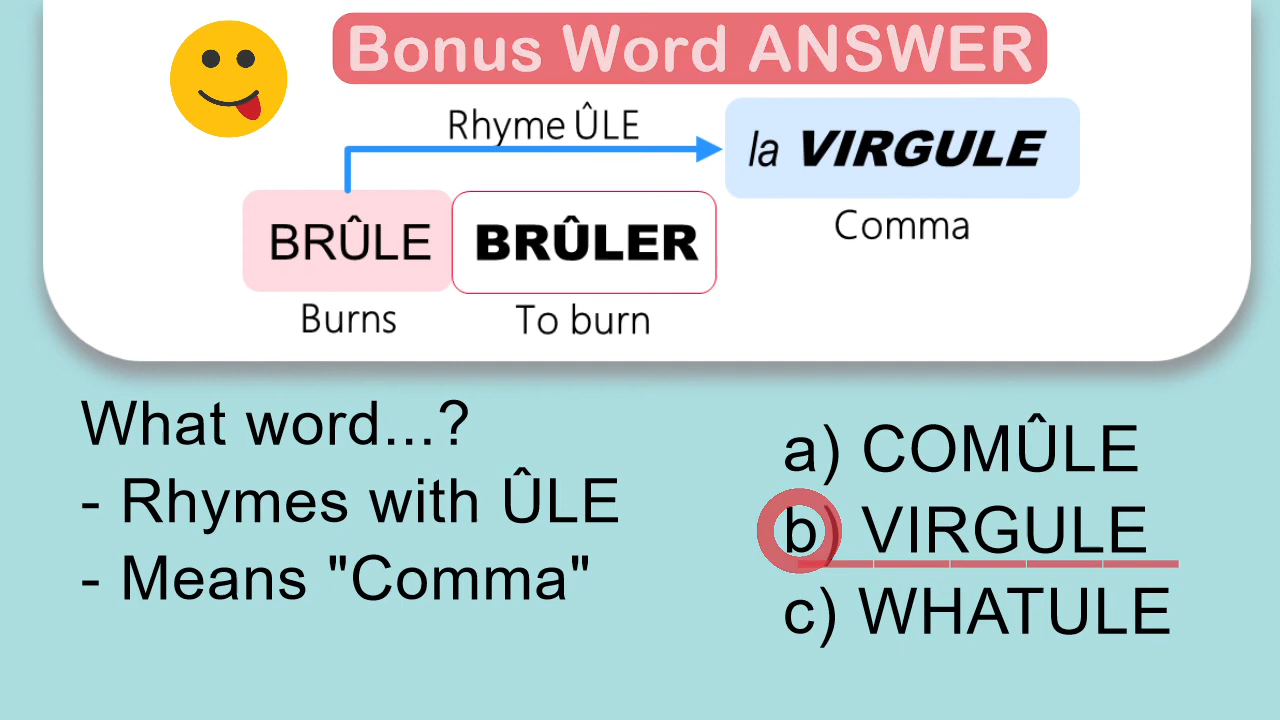 Bonus Word ANSWER
Rhyme ÛLE
la VIRGULE
Comma
BRÛLE
BRÛLER
Burns
To burn
What word...?
- Rhymes with ÛLE
- Means "Comma"
a) COMÛLE
b) VIRGULE
c) WHATULE